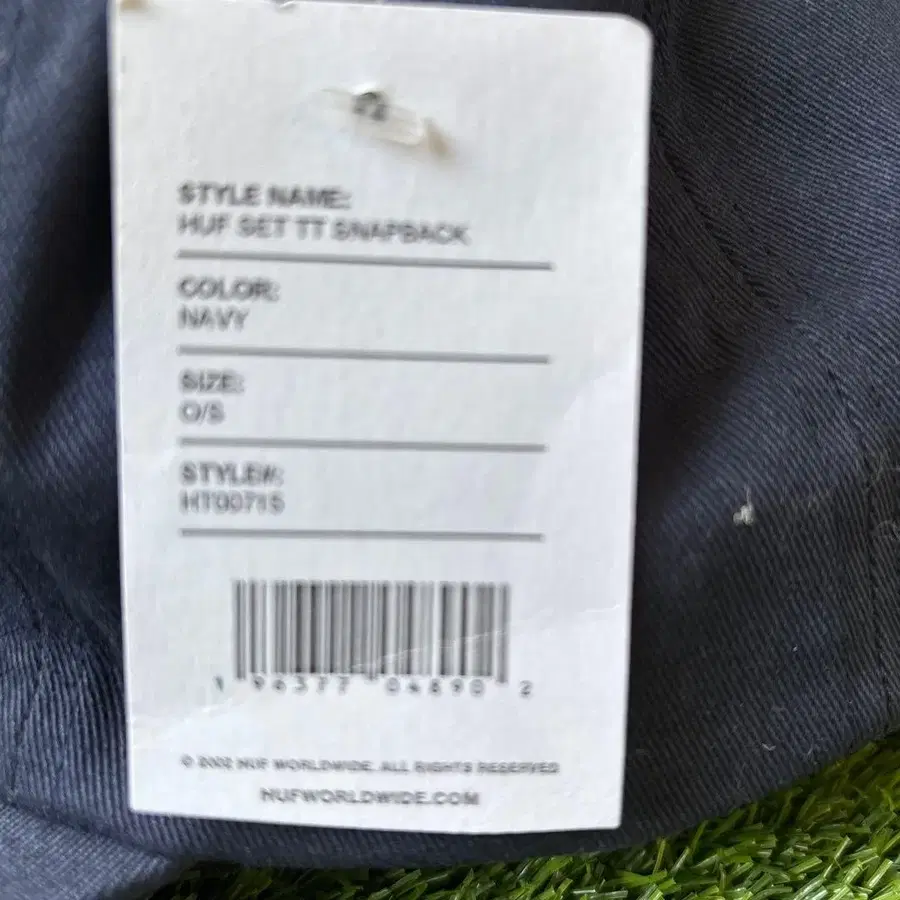 STYLE NAME:
HUF SET TT SNAPBACK
COLOR:
NAVY
SIZE:
O/S
STYLE#:
HT00715
1 96377 04890 2
© 2002 HUF WORLDWIDE. ALL RIGHTS RESERVED
HUFWORLDWIDE.COM